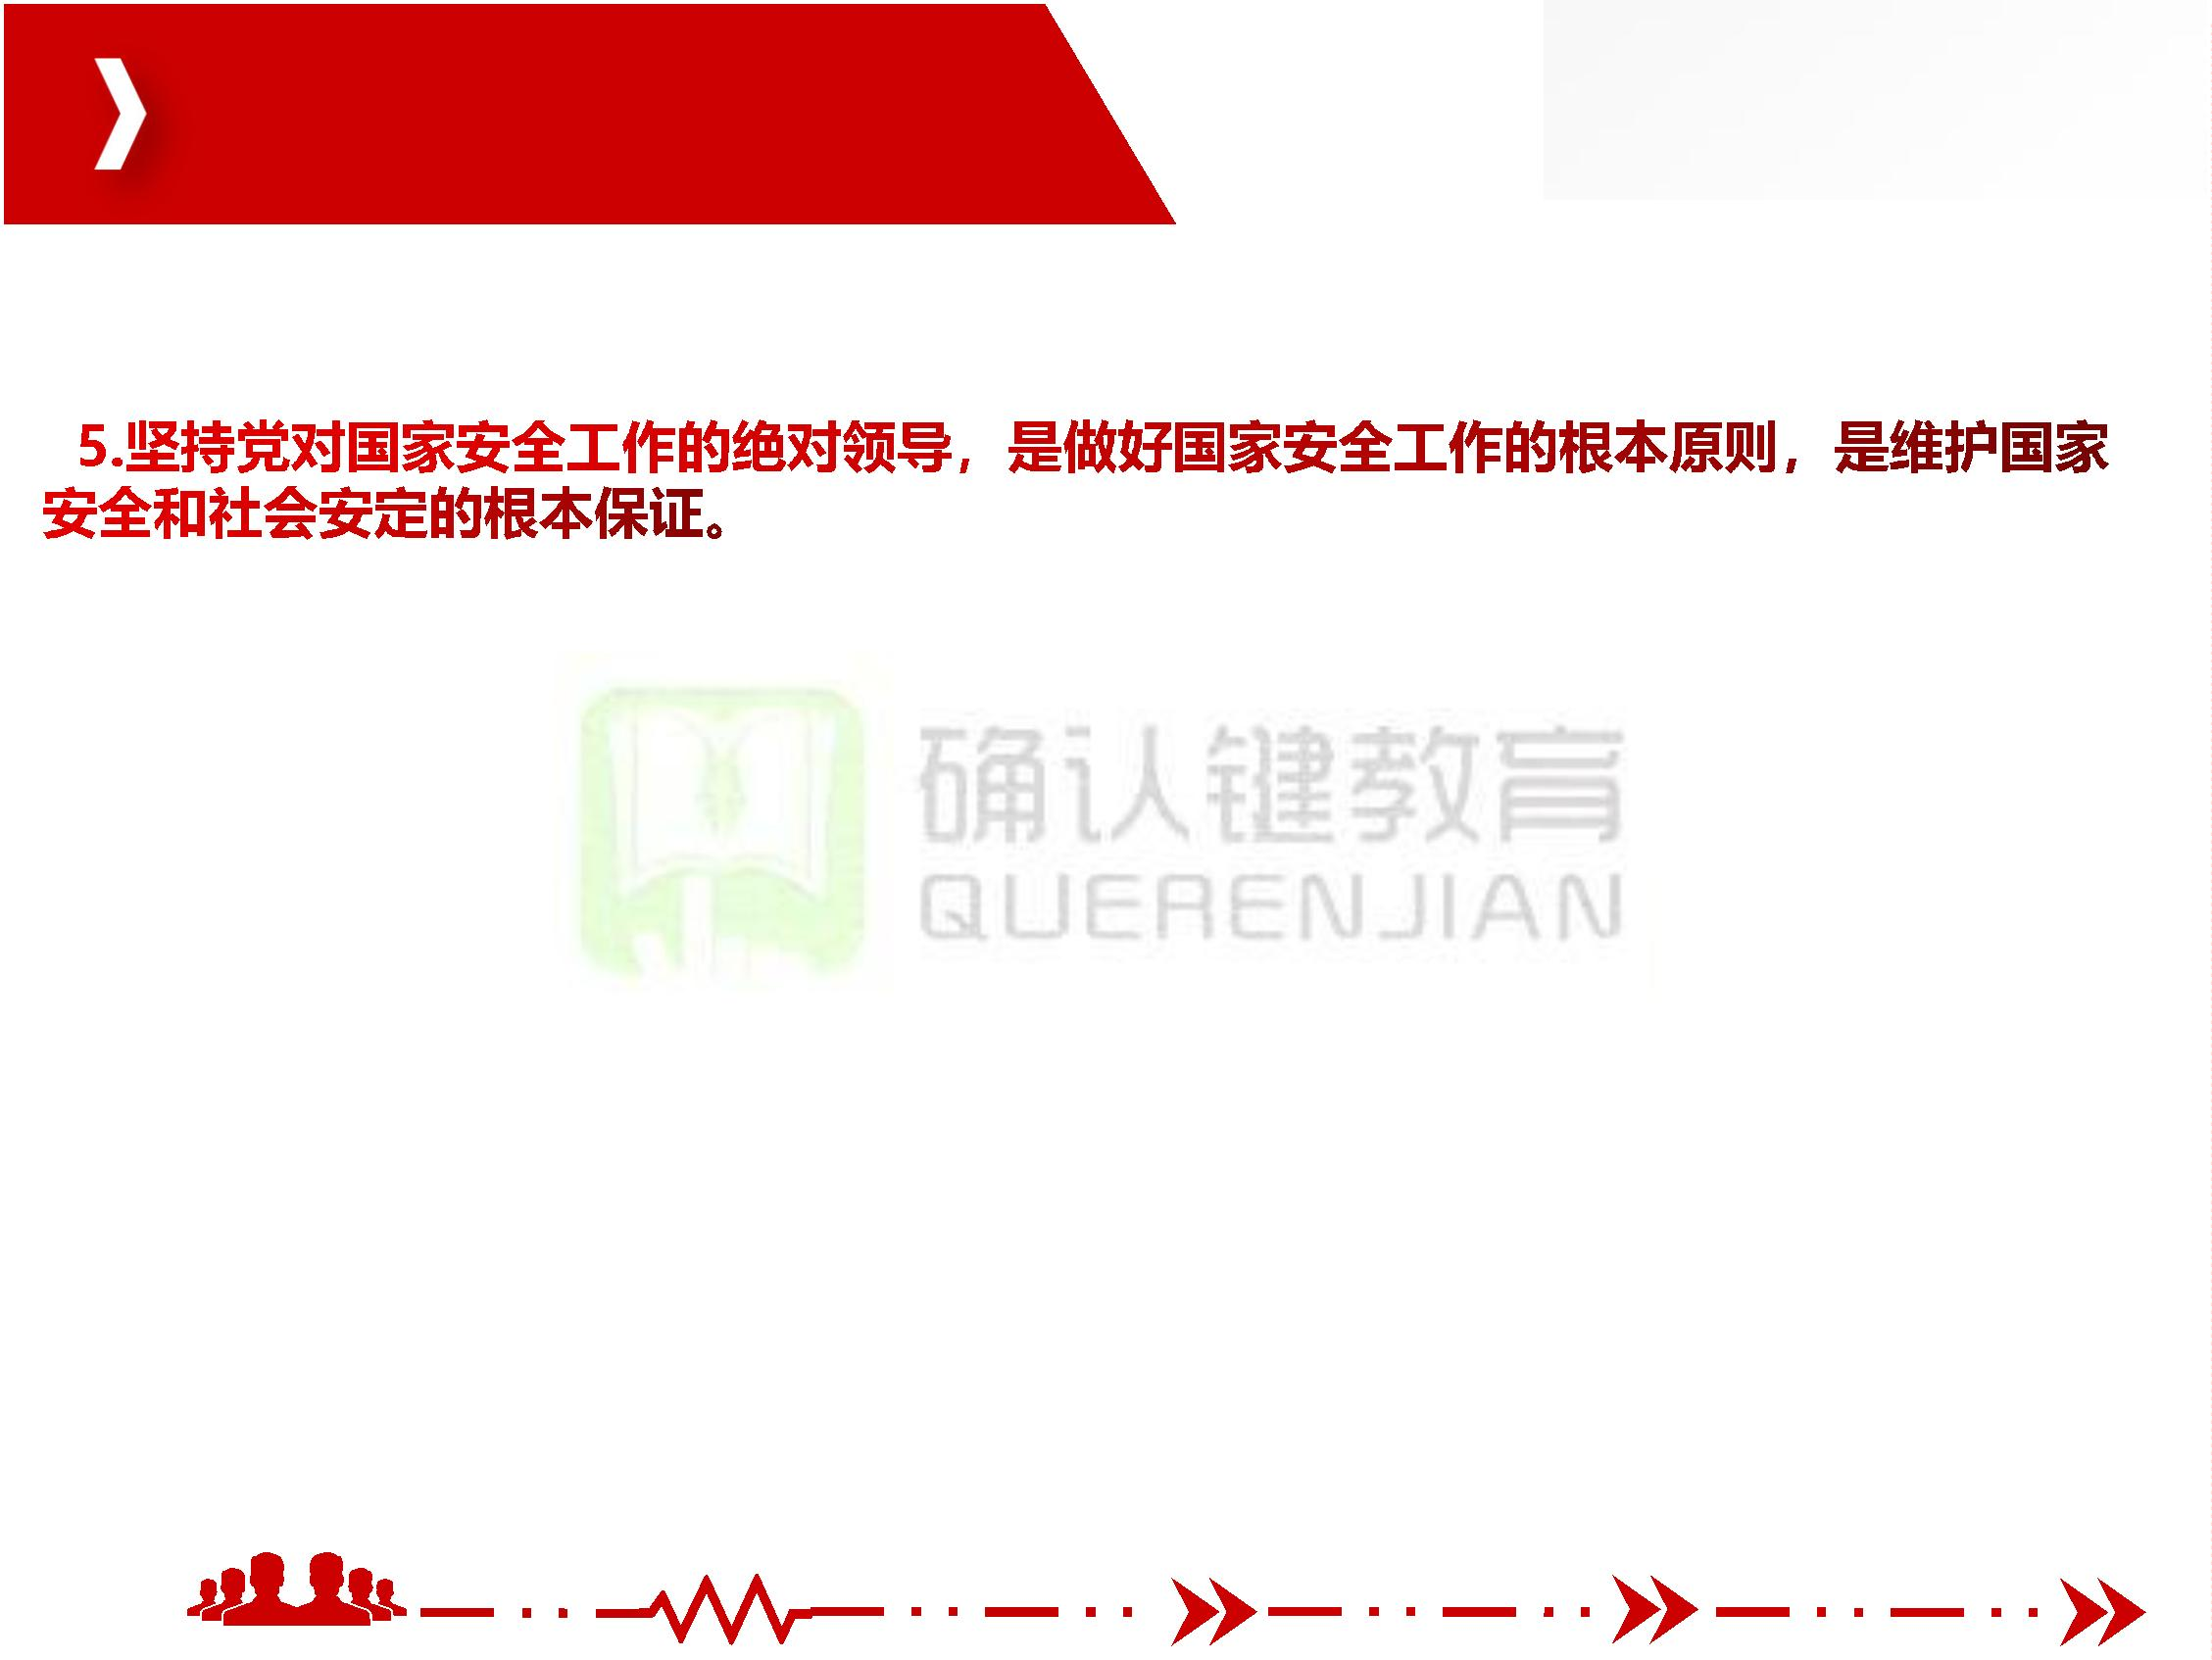 5.坚持党对国家安全工作的绝对领导，是做好国家安全工作的根本原则，是维护国家
安全和社会安定的根本保证。
确认键教育
QUERENJIAN